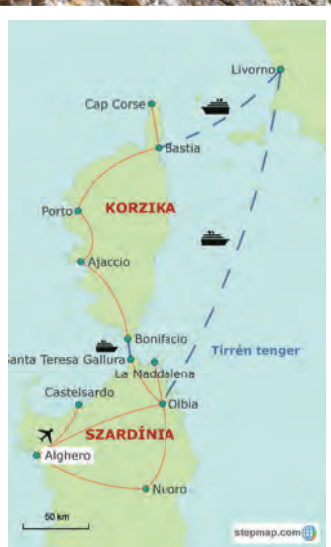 Livorno
Cap Corse
Bastia
KORZIKA
Porto
Ajaccio
Bonifacio
Santa Teresa Gallura
Tirrén tenger
La Maddalena
Castelsardo
Olbia
SZARDÍNIA
Alghero
Nuoro
50 km
stepmap.com